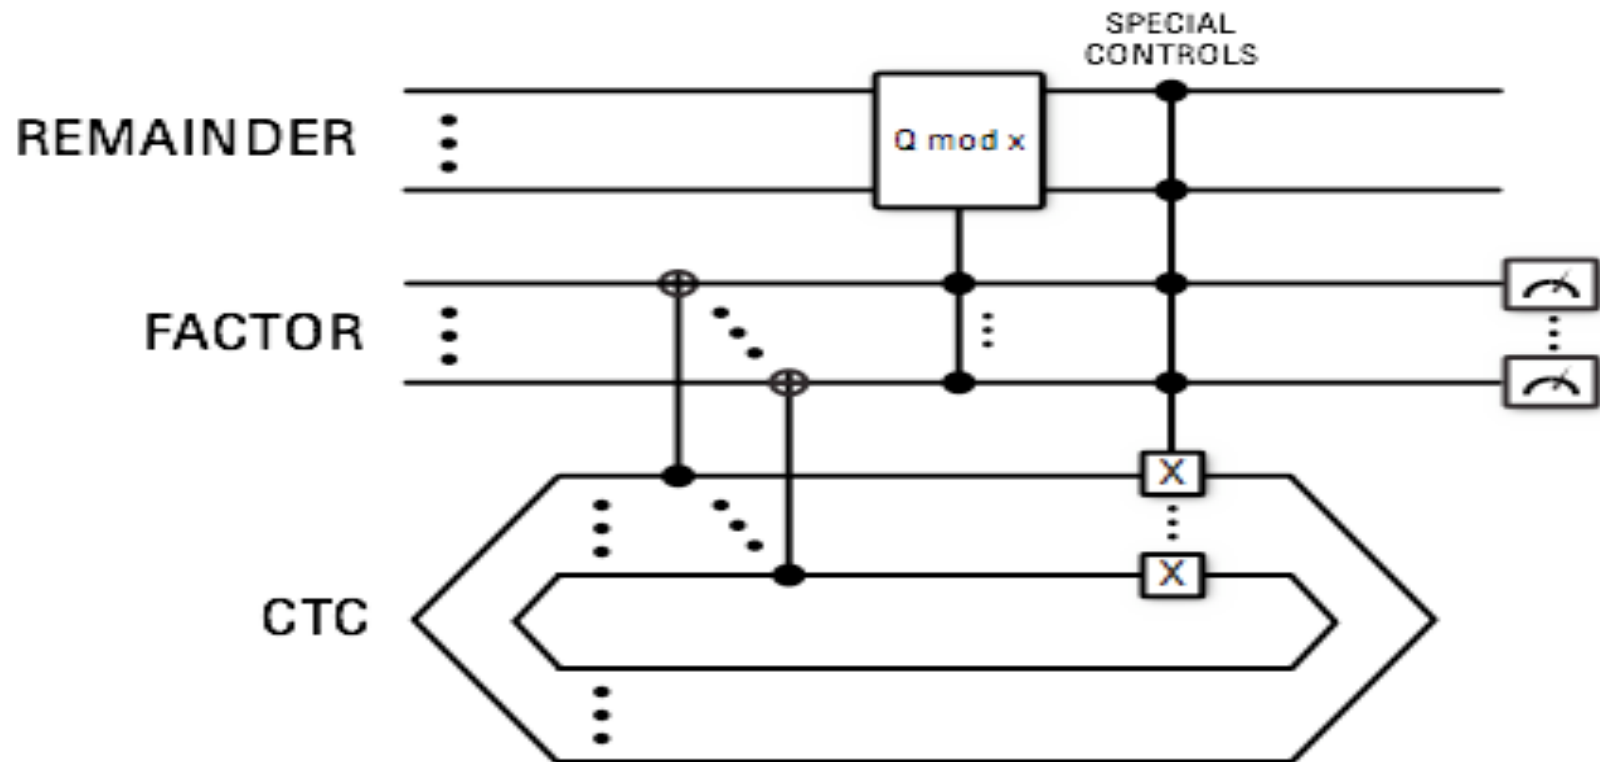 SPECIAL
CONTROLS
REMAINDER
Q mod x
FACTOR
X
CTC
X